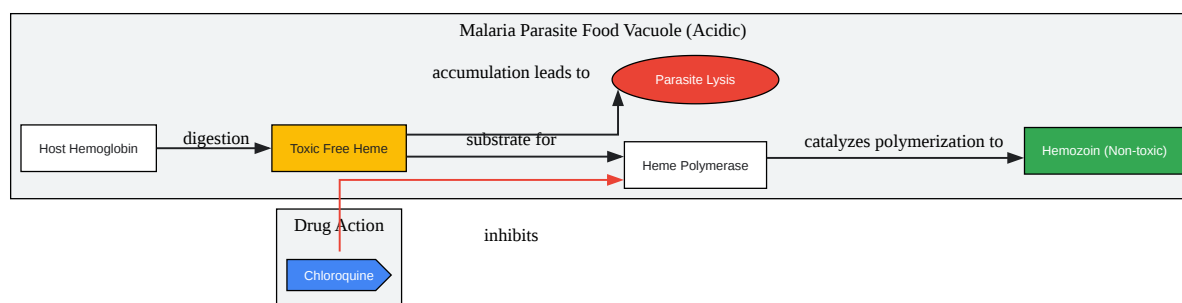 Malaria Parasite Food Vacuole (Acidic)
accumulation leads to
Parasite Lysis
Host Hemoglobin
digestion
Toxic Free Heme
substrate for
Heme Polymerase
catalyzes polymerization to
Hemozoin (Non-toxic)
Drug Action
inhibits
Chloroquine